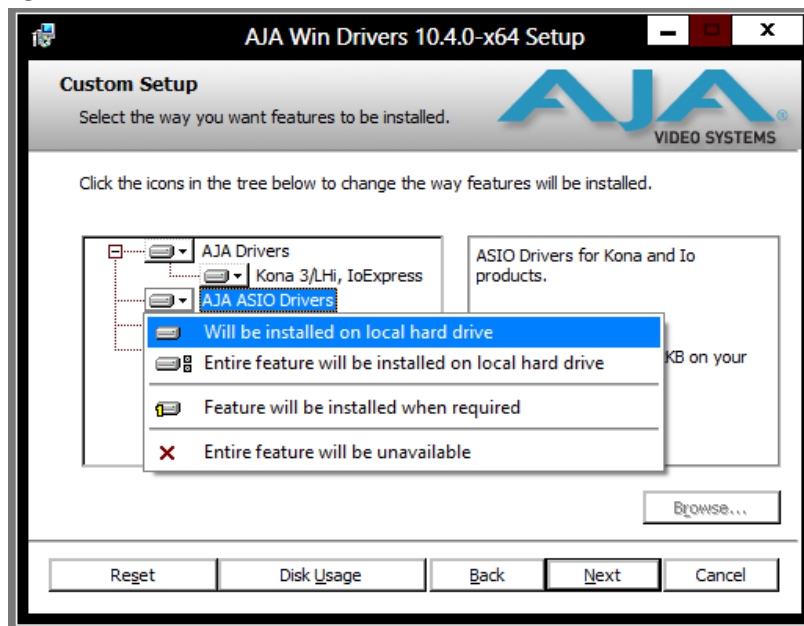 AJA Win Drivers 10.4.0-x64 Setup
x
Custom Setup
Select the way you want features to be installed.
AJA
®
VIDEO SYSTEMS
Click the icons in the tree below to change the way features will be installed.
AJA Drivers
Kona 3/LHi, IoExpress
AJA ASIO Drivers
ASIO Drivers for Kona and Io
products.
Will be installed on local hard drive
Entire feature will be installed on local hard drive
KB on your
Feature will be installed when required
Entire feature will be unavailable
Browse...
Reset
Disk Usage
Back
Next
Cancel